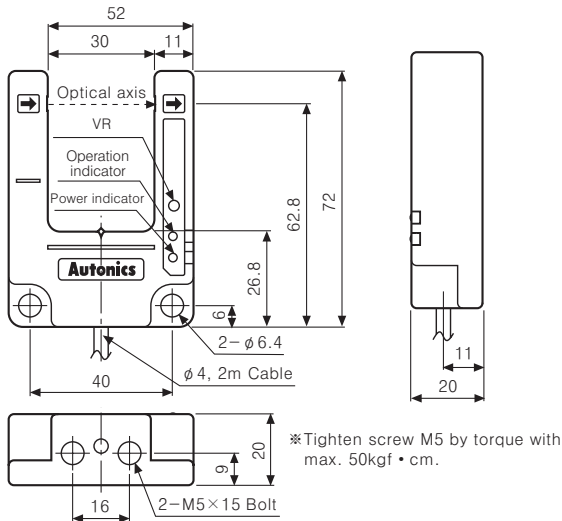 52
30
11
Optical axis
VR
Operation
indicator
Power indicator
Autonics
62.8
72
26.8
6
2-φ6.4
φ4, 2m Cable
40
11
20
20
9
16
2-M5×15 Bolt
※Tighten screw M5 by torque with
max. 50kgf • cm.